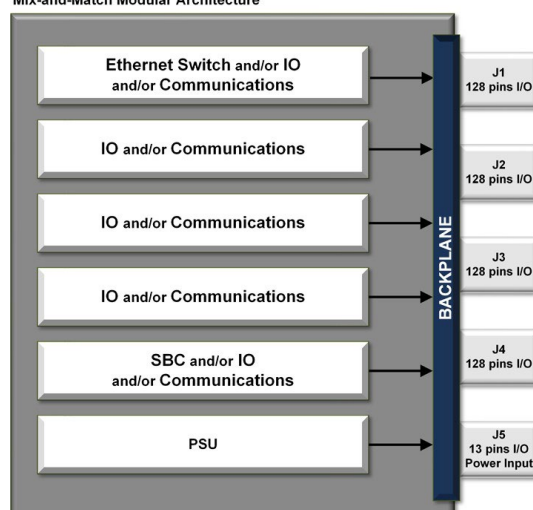 Mix-and-Match Modular Architecture
Ethernet Switch and/or IO
and/or Communications
IO and/or Communications
IO and/or Communications
IO and/or Communications
SBC and/or IO
and/or Communications
PSU
BACKPLANE
J1
128 pins I/O
J2
128 pins I/O
J3
128 pins I/O
J4
128 pins I/O
J5
13 pins I/O
Power Input